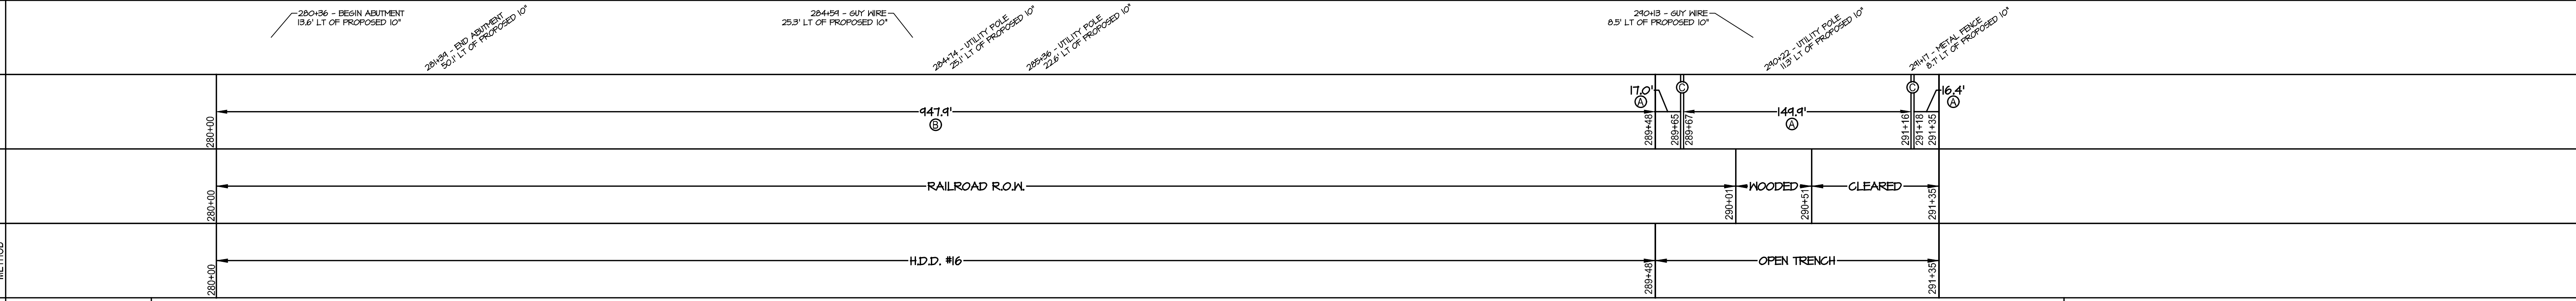 280+36 - BEGIN ABUTMENT
13.6' LT OF PROPOSED 10"
281+39 - END ABUTMENT
50.1' LT OF PROPOSED 10"
284+59 - GUY WIRE
25.3' LT OF PROPOSED 10"
284+74 - UTILITY POLE
25.1' LT OF PROPOSED 10"
285+36 - UTILITY POLE
22.6' LT OF PROPOSED 10"
290+13 - GUY WIRE
8.5' LT OF PROPOSED 10"
290+22 - UTILITY POLE
11.3' LT OF PROPOSED 10"
291+17 - METAL FENCE
8.7' LT OF PROPOSED 10"
280+00
947.9'
B
289+48
17.0'
A
289+65
C
289+67
149.9'
A
291+16
C
291+18
291+35
16.4'
A
280+00
RAILROAD R.O.W.
290+01
WOODED
290+51
CLEARED
291+35
METHOD
280+00
H.D.D. #16
289+48
OPEN TRENCH
291+35